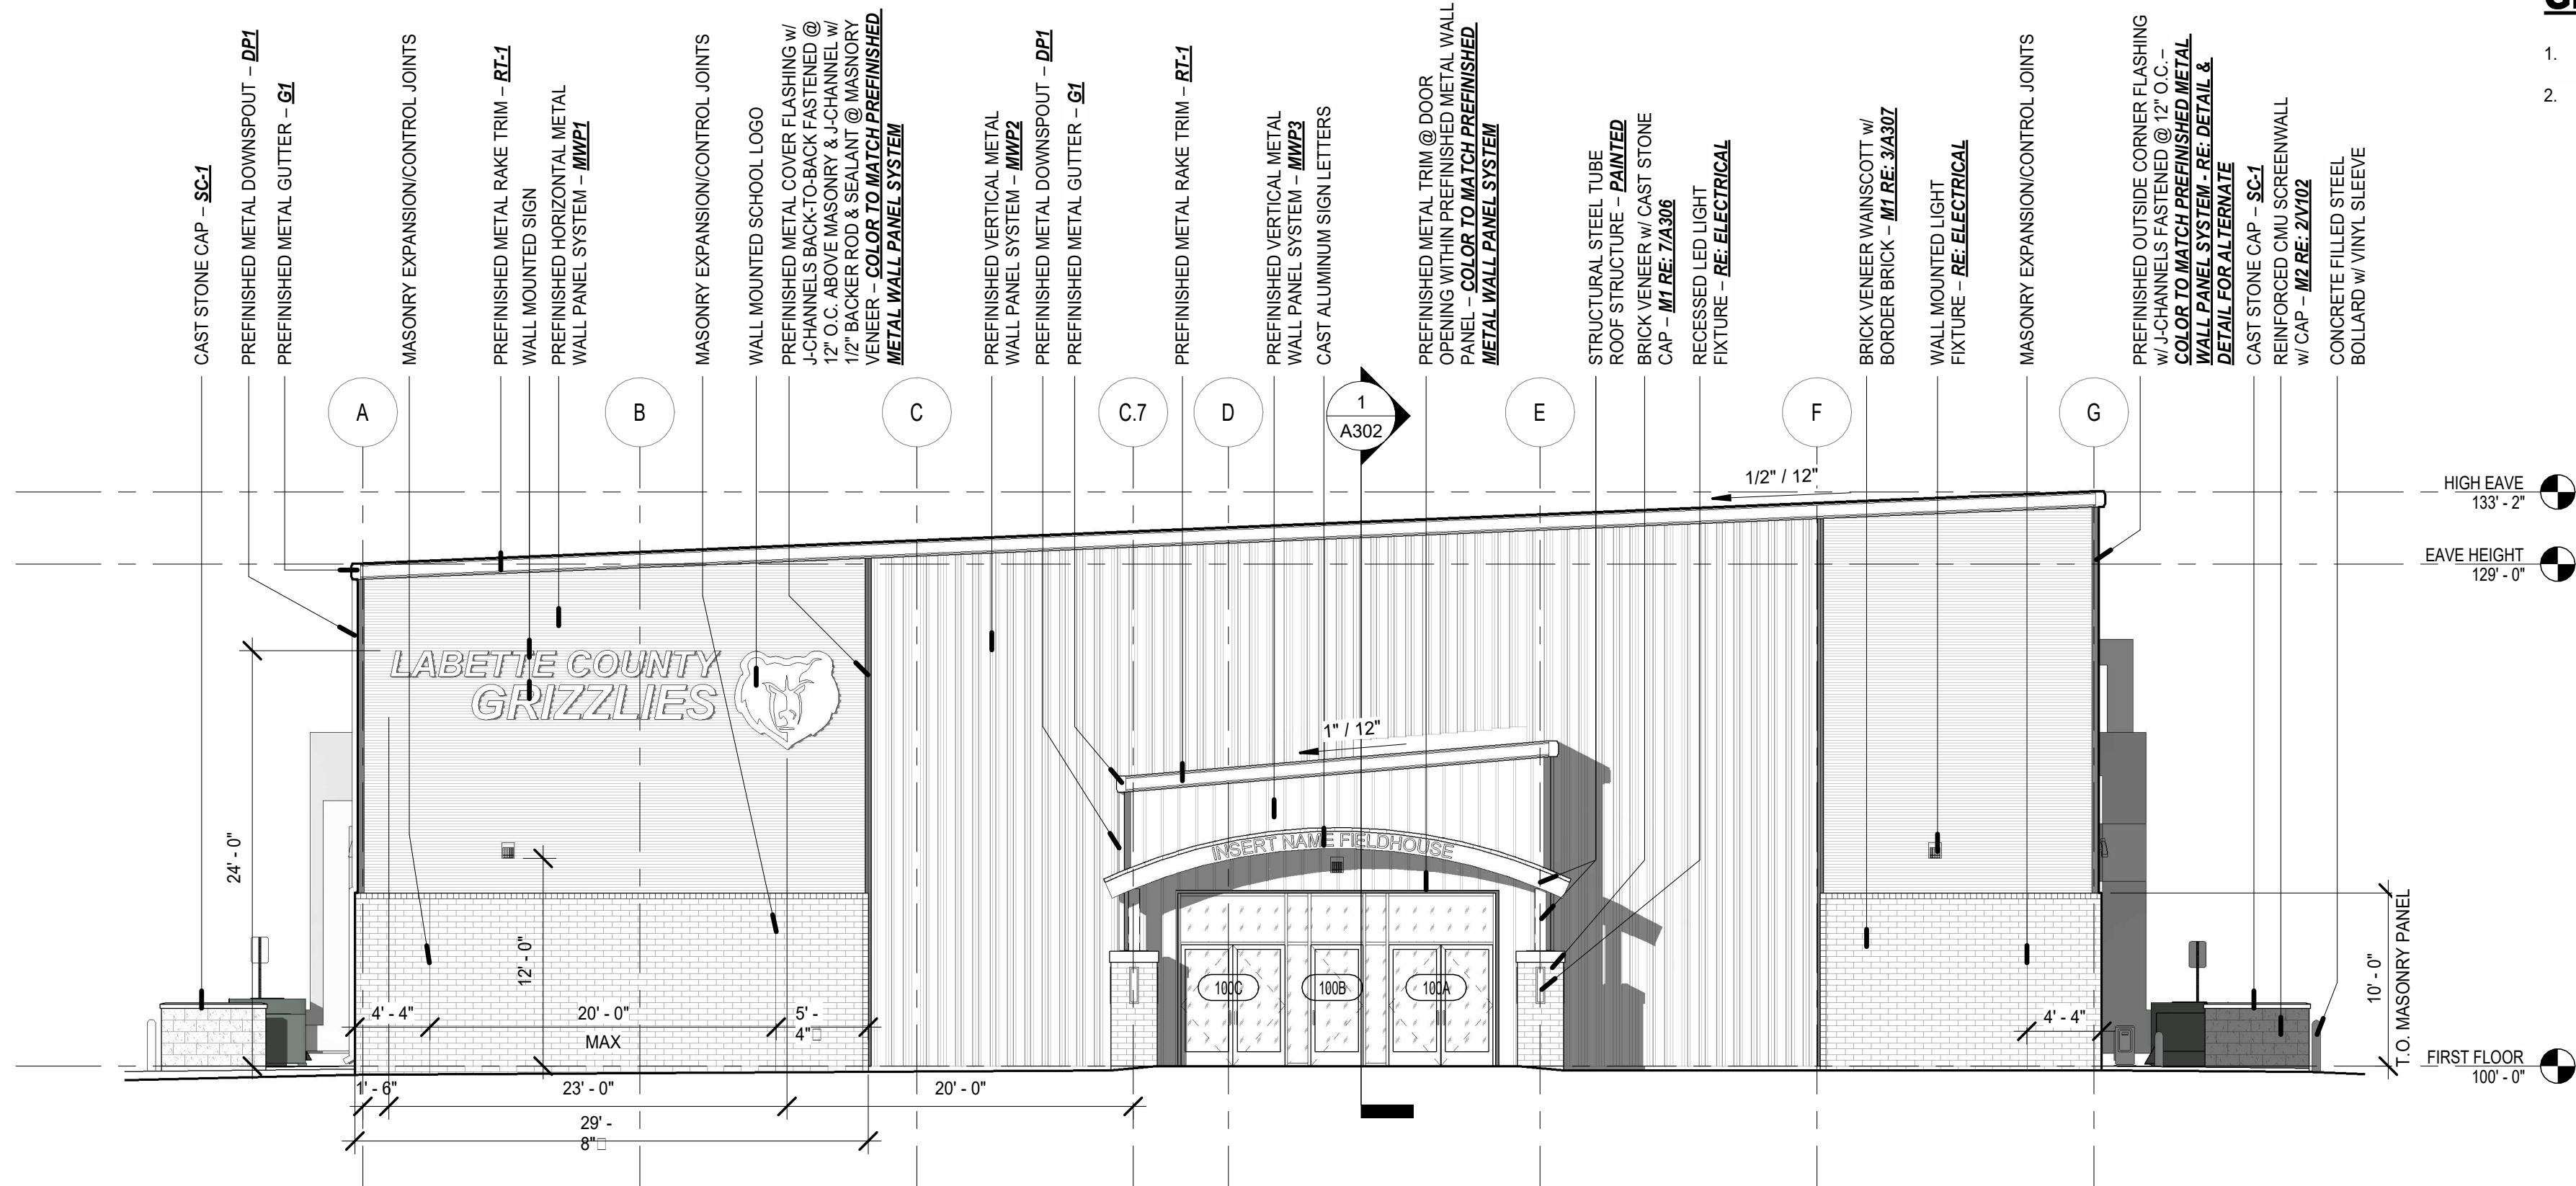 1.
2.
CAST STONE CAP – SC-1
PREFINISHED METAL DOWNSPOUT – DP1
PREFINISHED METAL GUTTER – G1
MASONRY EXPANSION/CONTROL JOINTS
PREFINISHED METAL RAKE TRIM – RT-1
WALL MOUNTED SIGN
PREFINISHED HORIZONTAL METAL
WALL PANEL SYSTEM – MWP1
MASONRY EXPANSION/CONTROL JOINTS
WALL MOUNTED SCHOOL LOGO
PREFINISHED METAL COVER FLASHING w/
J-CHANNELS BACK-TO-BACK FASTENED @
12" O.C. ABOVE MASONRY & J-CHANNEL w/
1/2" BACKER ROD & SEALANT @ MASNORY
VENEER – COLOR TO MATCH PREFINISHED
METAL WALL PANEL SYSTEM
PREFINISHED VERTICAL METAL
WALL PANEL SYSTEM – MWP2
PREFINISHED METAL DOWNSPOUT – DP1
PREFINISHED METAL GUTTER – G1
PREFINISHED METAL RAKE TRIM – RT-1
PREFINISHED VERTICAL METAL
WALL PANEL SYSTEM – MWP3
CAST ALUMINUM SIGN LETTERS
PREFINISHED METAL TRIM @ DOOR
OPENING WITHIN PREFINISHED METAL WALL
PANEL – COLOR TO MATCH PREFINISHED
METAL WALL PANEL SYSTEM
STRUCTURAL STEEL TUBE
ROOF STRUCTURE – PAINTED
BRICK VENEER w/ CAST STONE
CAP – M1 RE: 7/A306
RECESSED LED LIGHT
FIXTURE – RE: ELECTRICAL
BRICK VENEER WAINSCOTT w/
BORDER BRICK – M1 RE: 3/A307
WALL MOUNTED LIGHT
FIXTURE – RE: ELECTRICAL
MASONRY EXPANSION/CONTROL JOINTS
PREFINISHED OUTSIDE CORNER FLASHING
w/ J-CHANNELS FASTENED @ 12" O.C. –
COLOR TO MATCH PREFINISHED METAL
WALL PANEL SYSTEM - RE: DETAIL &
DETAIL FOR ALTERNATE
CAST STONE CAP – SC-1
REINFORCED CMU SCREENWALL
w/ CAP – M2 RE: 2/V102
CONCRETE FILLED STEEL
BOLLARD w/ VINYL SLEEVE
A
B
C
C.7
D
1
A302
E
F
G
1/2" / 12"
HIGH EAVE
133' - 2"
EAVE HEIGHT
129' - 0"
LABETTE COUNTY
GRIZZLIES
1" / 12"
INSERT NAME FIELDHOUSE
24' - 0"
12' - 0"
100C
100B
100A
10' - 0"
T.O. MASONRY PANEL
4' - 4"
20' - 0"
MAX
5' -
4"
4' - 4"
FIRST FLOOR
100' - 0"
1' - 6"
23' - 0"
20' - 0"
29' -
8"